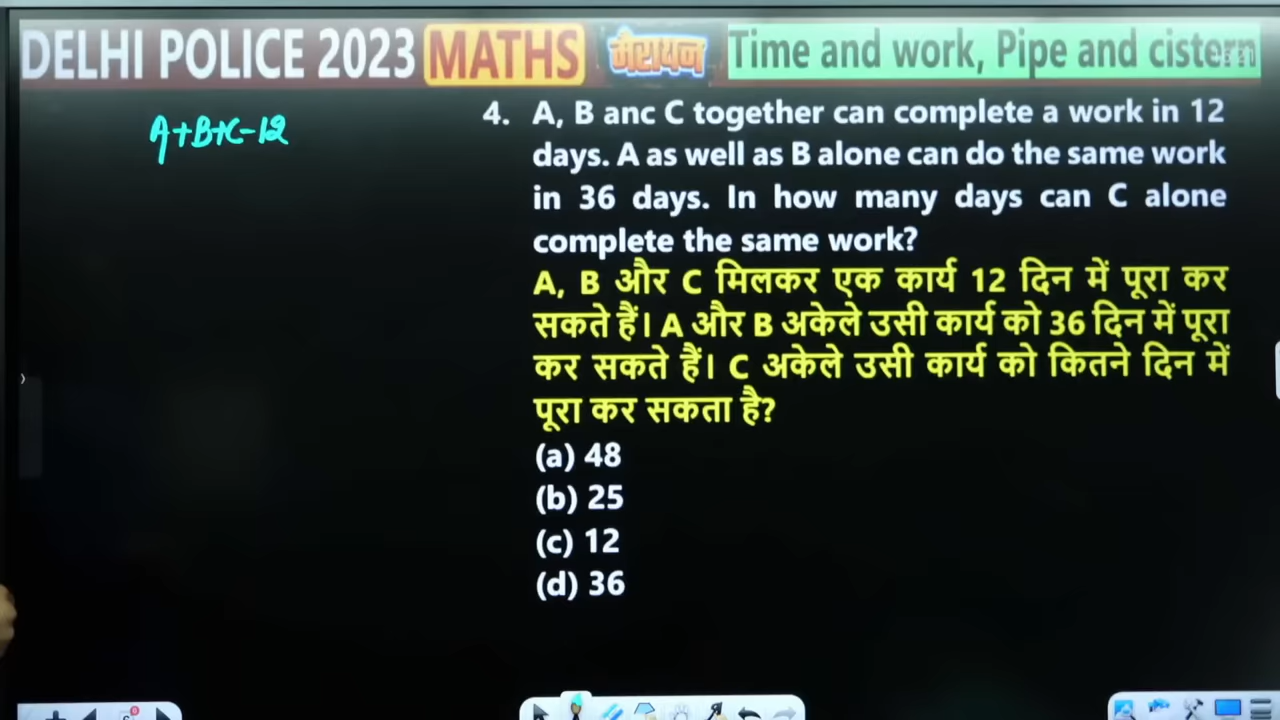 DELHI POLICE 2023 MATHS मैरायन Time and work, Pipe and cistern
A+B+C-12
4. A, B anc C together can complete a work in 12
days. A as well as B alone can do the same work
in 36 days. In how many days can C alone
complete the same work?
A, B और C मिलकर एक कार्य 12 दिन में पूरा कर
सकते हैं। A और B अकेले उसी कार्य को 36 दिन में पूरा
कर सकते हैं। C अकेले उसी कार्य को कितने दिन में
पूरा कर सकता है?
(a) 48
(b) 25
(c) 12
(d) 36